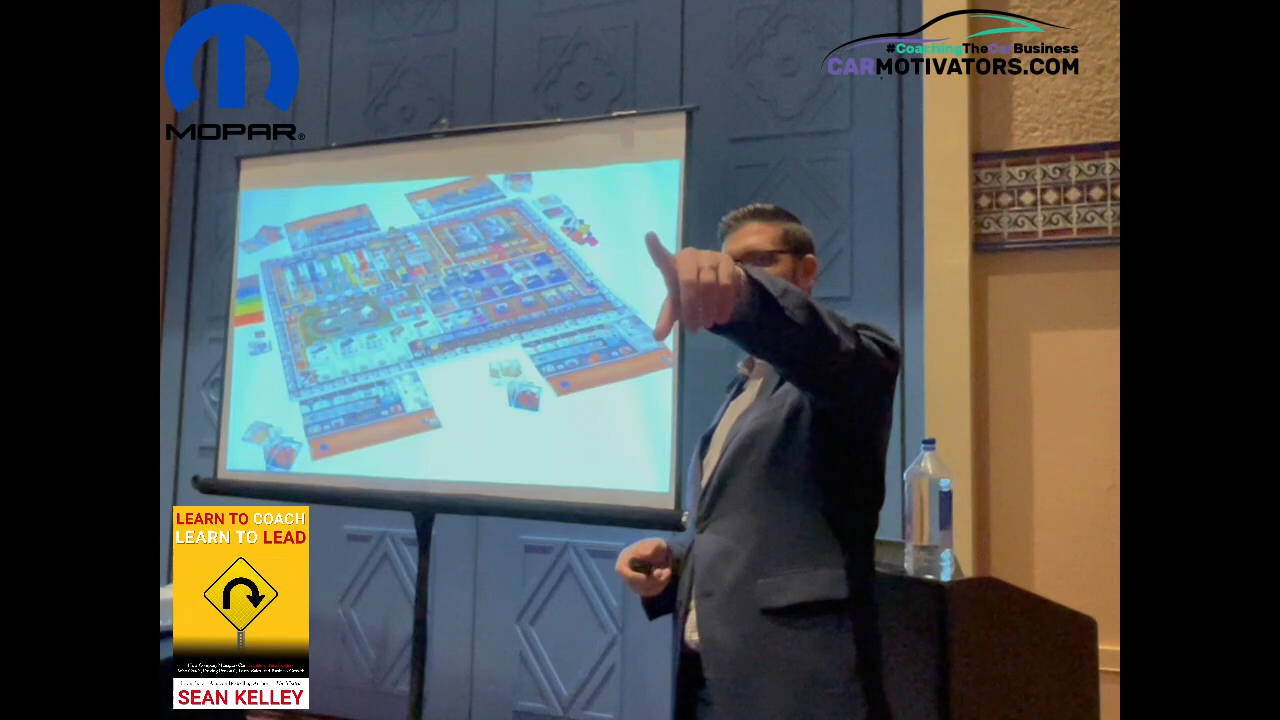 MOPAR®
#CoachingTheCarBusiness
CARMOTIVATORS.COM
LEARN TO COACH
LEARN TO LEAD
SEAN KELLEY